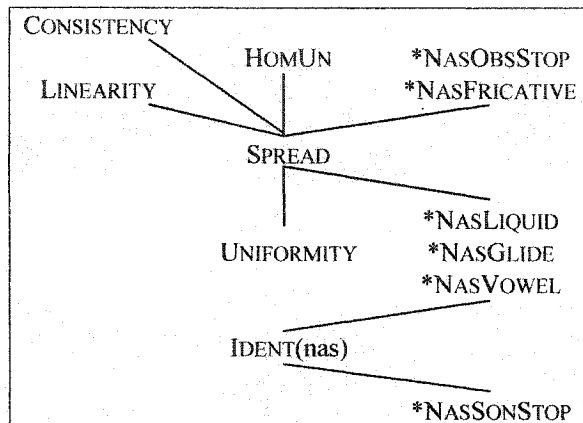 CONSISTENCY
HOMUN
*NASOBSSTOP
LINEARITY
*NASFRICATIVE
SPREAD
*NASLIQUID
UNIFORMITY
*NASGLIDE
*NASVOWEL
IDENT(nas)
*NASSONSTOP